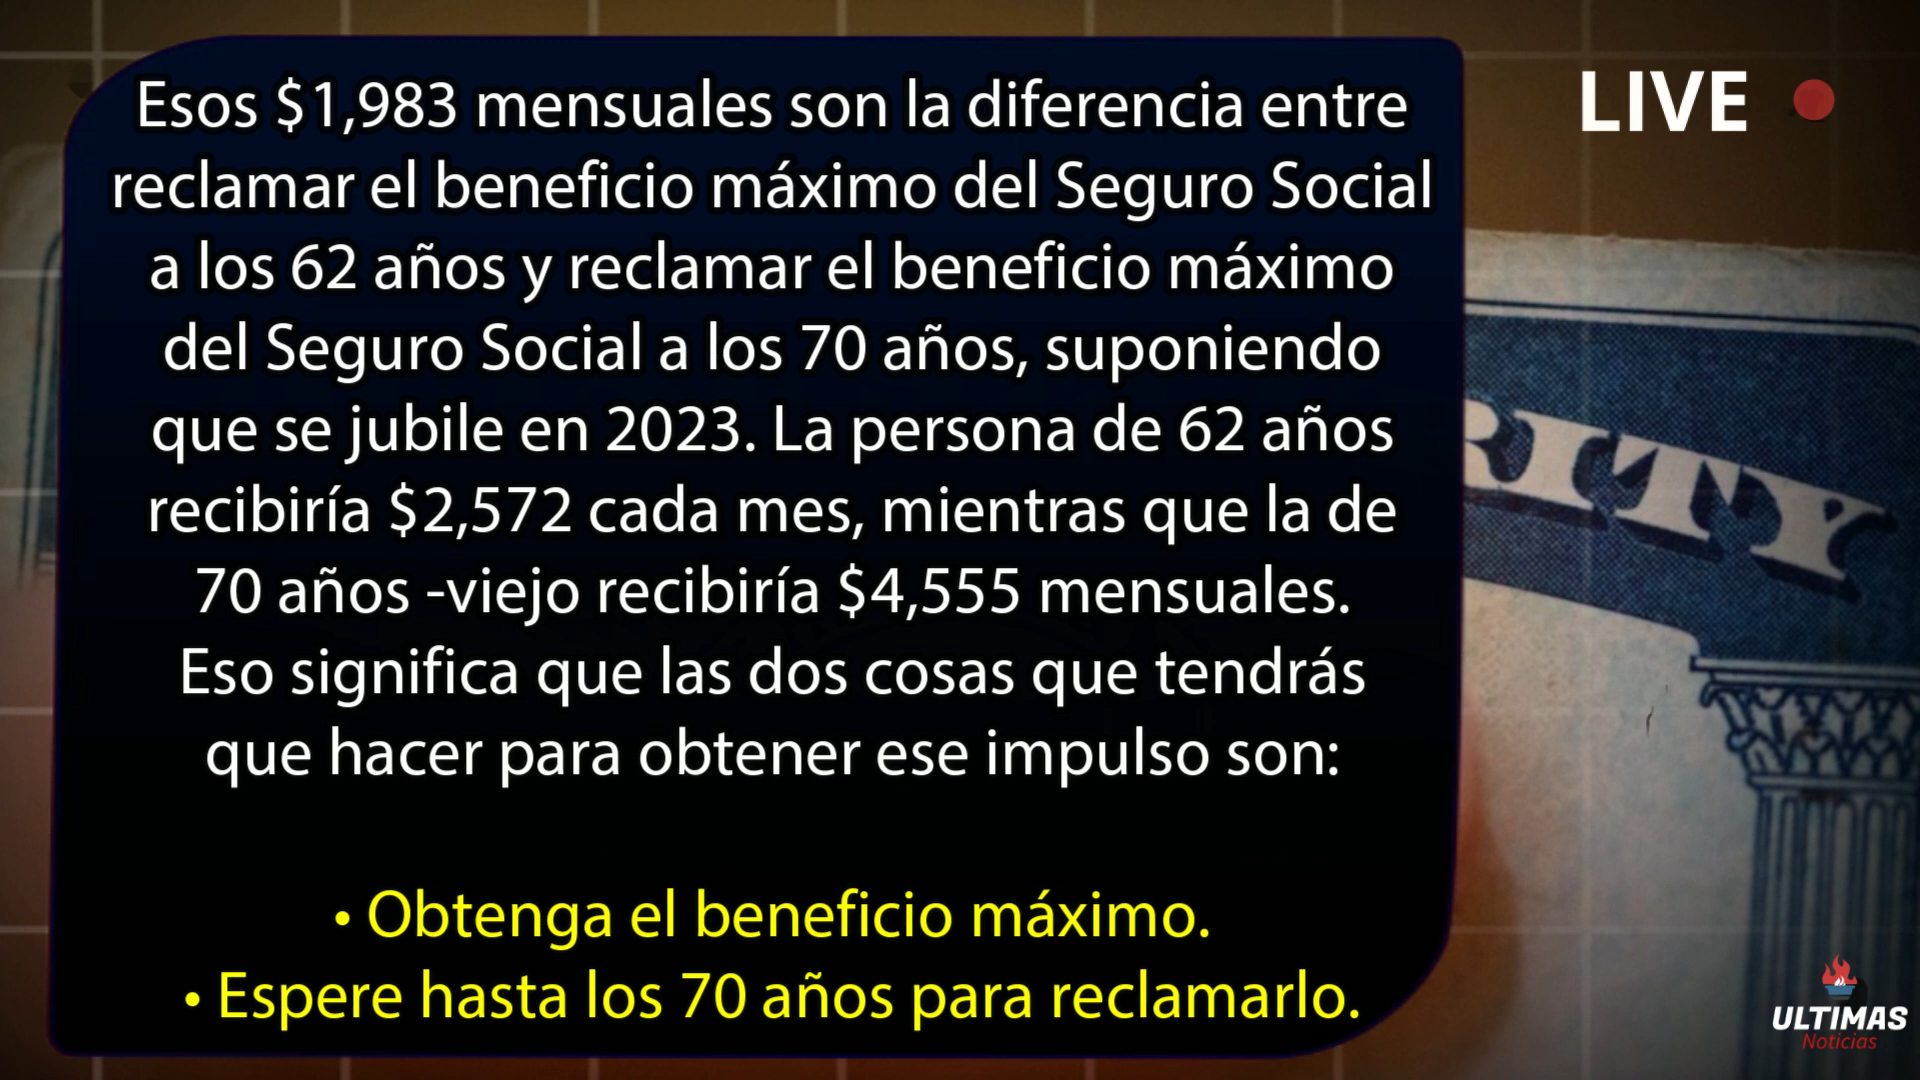 Esos $1,983 mensuales son la diferencia entre
reclamar el beneficio máximo del Seguro Social
a los 62 años y reclamar el beneficio máximo
del Seguro Social a los 70 años, suponiendo
que se jubile en 2023. La persona de 62 años
recibiría $2,572 cada mes, mientras que la de
70 años -viejo recibiría $4,555 mensuales.
Eso significa que las dos cosas que tendrás
que hacer para obtener ese impulso son:
• Obtenga el beneficio máximo.
• Espere hasta los 70 años para reclamarlo.
LIVE
RITY
ULTIMAS
Noticias